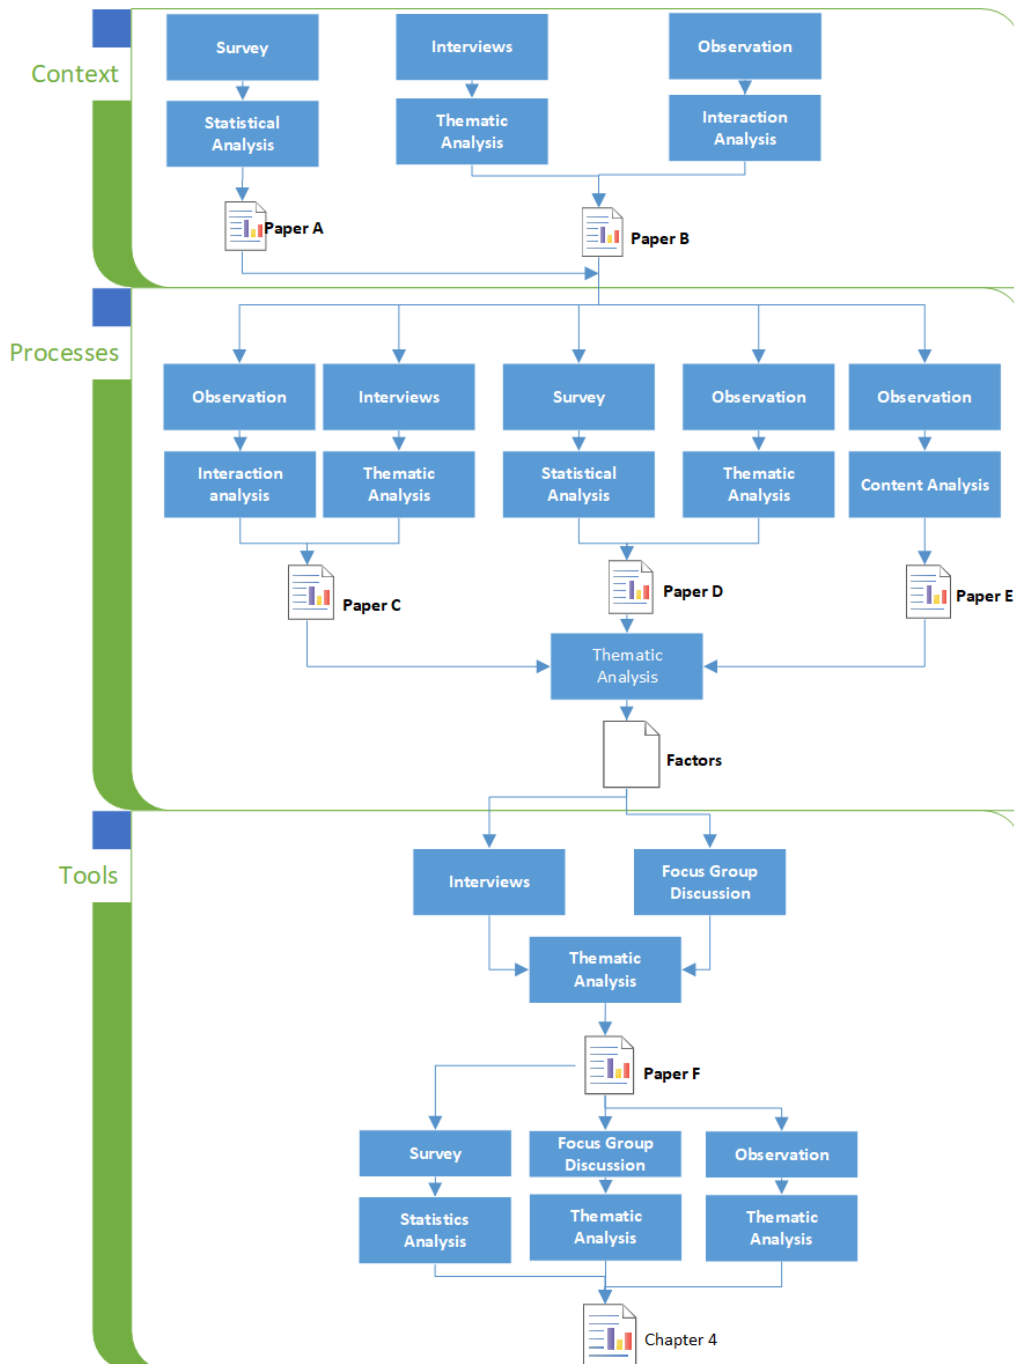 Context
Survey
Interviews
Observation
Statistical
Analysis
Thematic
Analysis
Interaction
Analysis
Paper A
Paper B
Processes
Observation
Interviews
Survey
Observation
Observation
Interaction
analysis
Thematic
Analysis
Statistical
Analysis
Thematic
Analysis
Content Analysis
Paper C
Paper D
Paper E
Thematic
Analysis
Factors
Tools
Interviews
Focus Group
Discussion
Thematic
Analysis
Paper F
Survey
Focus Group
Discussion
Observation
Statistics
Analysis
Thematic
Analysis
Thematic
Analysis
Chapter 4